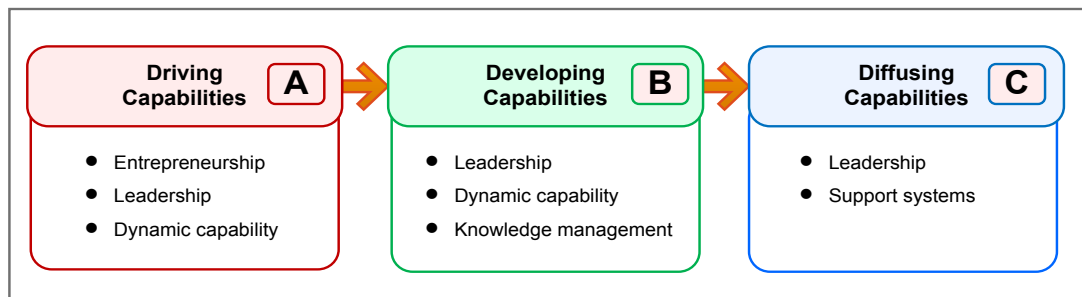 Driving
Capabilities
A
Entrepreneurship
Leadership
Dynamic capability
Developing
Capabilities
B
Leadership
Dynamic capability
Knowledge management
Diffusing
Capabilities
C
Leadership
Support systems